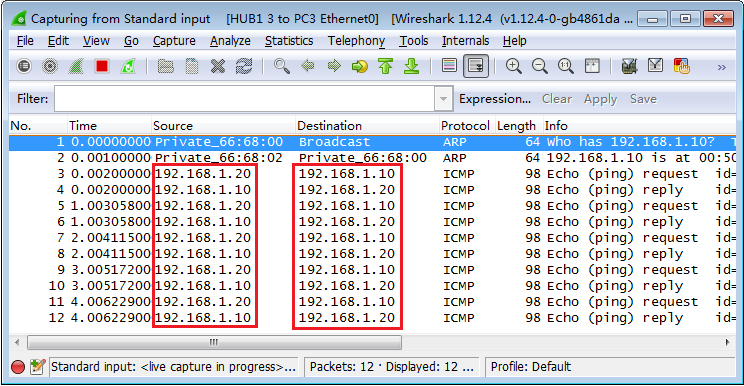 Capturing from Standard input [HUB1 3 to PC3 Ethernet0] [Wireshark 1.12.4 (v1.12.4-0-gb4861da ...
File Edit View Go Capture Analyze Statistics Telephony Tools Internals Help
Filter: Expression... Clear Apply Save
No. Time Source Destination Protocol Length Info
1 0.00000000 Private_66:68:00 Broadcast ARP 64 Who has 192.168.1.10? T
2 0.00100000 Private_66:68:02 Private_66:68:00 ARP 64 192.168.1.10 is at 00:50
3 0.00200000 192.168.1.20 192.168.1.10 ICMP 98 Echo (ping) request id=
4 0.00200000 192.168.1.10 192.168.1.20 ICMP 98 Echo (ping) reply id=
5 1.00305800 192.168.1.20 192.168.1.10 ICMP 98 Echo (ping) request id=
6 1.00305800 192.168.1.10 192.168.1.20 ICMP 98 Echo (ping) reply id=
7 2.00411500 192.168.1.20 192.168.1.10 ICMP 98 Echo (ping) request id=
8 2.00411500 192.168.1.10 192.168.1.20 ICMP 98 Echo (ping) reply id=
9 3.00517200 192.168.1.20 192.168.1.10 ICMP 98 Echo (ping) request id=
10 3.00517200 192.168.1.10 192.168.1.20 ICMP 98 Echo (ping) reply id=
11 4.00622900 192.168.1.20 192.168.1.10 ICMP 98 Echo (ping) request id=
12 4.00622900 192.168.1.10 192.168.1.20 ICMP 98 Echo (ping) reply id=
Standard input: <live capture in progress>... Packets: 12 · Displayed: 12 ... Profile: Default